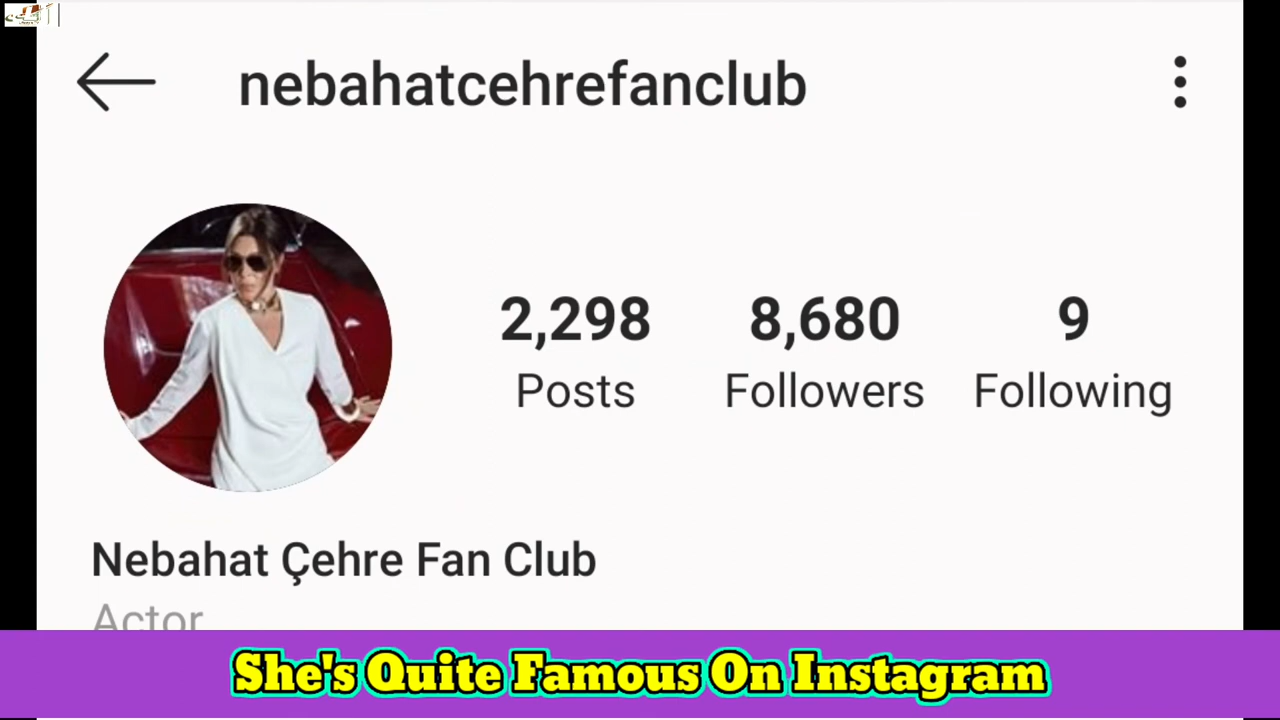 nebahatcehrefanclub
2,298 8,680 9
Posts Followers Following
Nebahat Çehre Fan Club
Actor
She's Quite Famous On Instagram